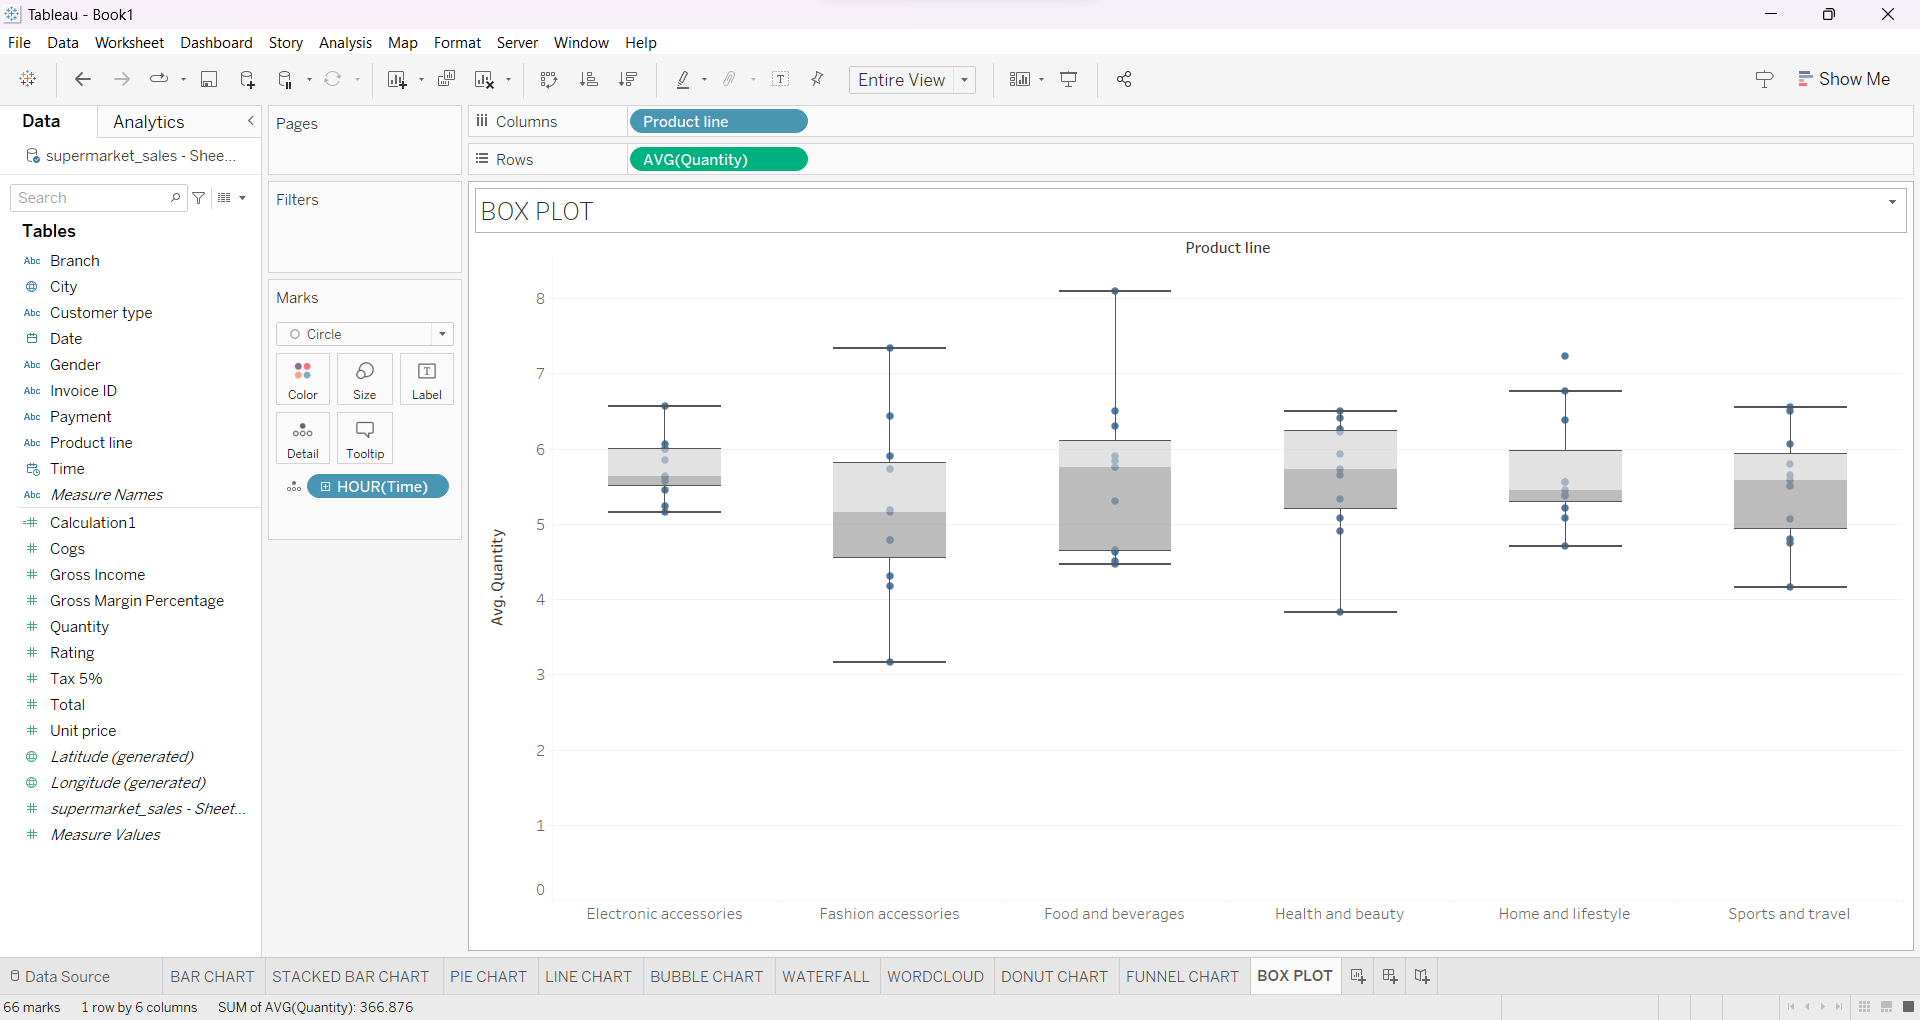 Tableau - Book1
File Data Worksheet Dashboard Story Analysis Map Format Server Window Help
Entire View
Show Me
Data
Analytics
supermarket_sales - Shee...
Search
Tables
Abc Branch
City
Abc Customer type
Date
Abc Gender
Abc Invoice ID
Abc Payment
Abc Product line
Time
Abc Measure Names
=# Calculation1
# Cogs
# Gross Income
# Gross Margin Percentage
# Quantity
# Rating
# Tax 5%
# Total
# Unit price
Latitude (generated)
Longitude (generated)
# supermarket_sales - Sheet...
# Measure Values
Pages
Filters
Marks
Circle
Color
Size
T
Label
Detail
Tooltip
HOUR(Time)
Columns
Product line
Rows
AVG(Quantity)
BOX PLOT
Product line
Avg. Quantity
8
7
6
5
4
3
2
1
0
Electronic accessories
Fashion accessories
Food and beverages
Health and beauty
Home and lifestyle
Sports and travel
Data Source
BAR CHART
STACKED BAR CHART
PIE CHART
LINE CHART
BUBBLE CHART
WATERFALL
WORDCLOUD
DONUT CHART
FUNNEL CHART
BOX PLOT
66 marks
1 row by 6 columns
SUM of AVG(Quantity): 366.876